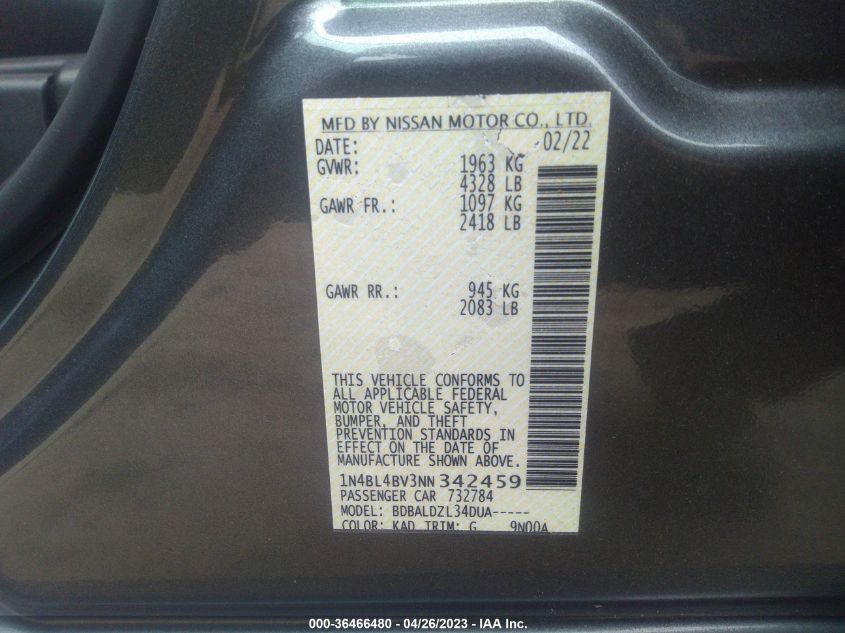 MFD BY NISSAN MOTOR CO., LTD.
DATE: 02/22
GVWR: 1963 KG
4328 LB
GAWR FR.: 1097 KG
2418 LB
GAWR RR.: 945 KG
2083 LB
THIS VEHICLE CONFORMS TO
ALL APPLICABLE FEDERAL
MOTOR VEHICLE SAFETY,
BUMPER, AND THEFT
PREVENTION STANDARDS IN
EFFECT ON THE DATE OF
MANUFACTURE SHOWN ABOVE.
1N4BL4BV3NN342459
PASSENGER CAR 732784
MODEL: BDBALDZL34DUA-----
COLOR: KAD TRIM: G 9N00A
000-36466480 - 04/26/2023 - IAA Inc.